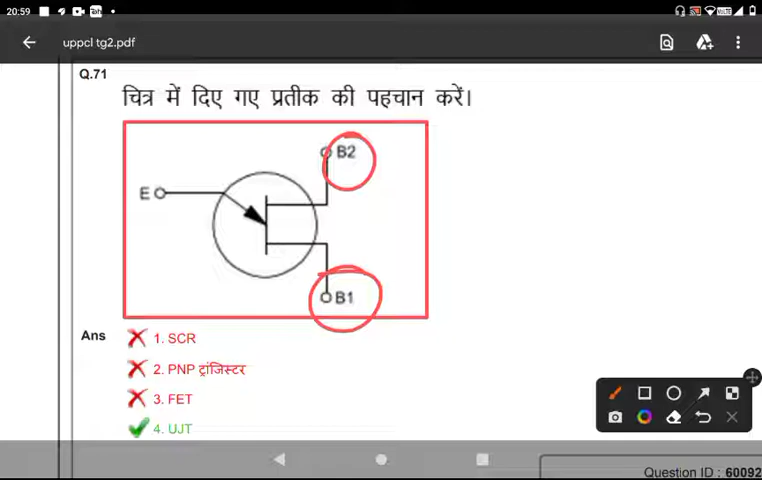 20:59
uppcl tg2.pdf
Q.71
चित्र में दिए गए प्रतीक की पहचान करें।
B2
E
B1
Ans
1. SCR
2. PNP ट्रांजिस्टर
3. FET
4. UJT
Question ID : 60092